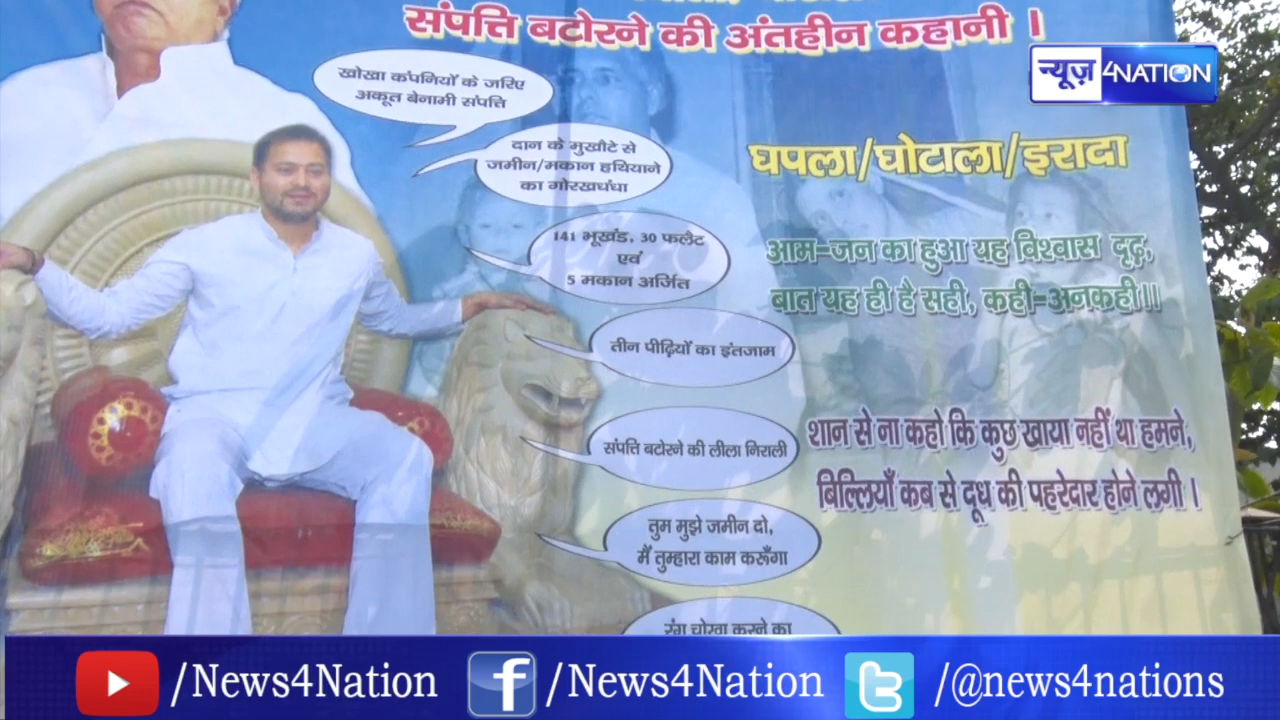 संपत्ति बटोरने की अंतहीन कहानी ।
न्यूज़4NATION
खोखा कंपनियों के जरिए
अकूत बेनामी संपत्ति
दान के मुखौटे से
जमीन/मकान हथियाने
का गोरखधंधा
घपला/घोटाला/इरादा
141 भूखंड, 30 फलैट
एवं
5 मकान अर्जित
आम-जन का हुआ यह विश्वास दृढ़,
बात यह ही है सही, कही-अनकही॥
तीन पीढ़ियों का इंतजाम
संपत्ति बटोरने की लीला निराली
शान से ना कहो कि कुछ खाया नहीं था हमने,
बिल्लियाँ कब से दूध की पहरेदार होने लगी ।
तुम मुझे जमीन दो,
मैं तुम्हारा काम करूँगा
रंग चोखा करने का
/News4Nation
/News4Nation
/@news4nations